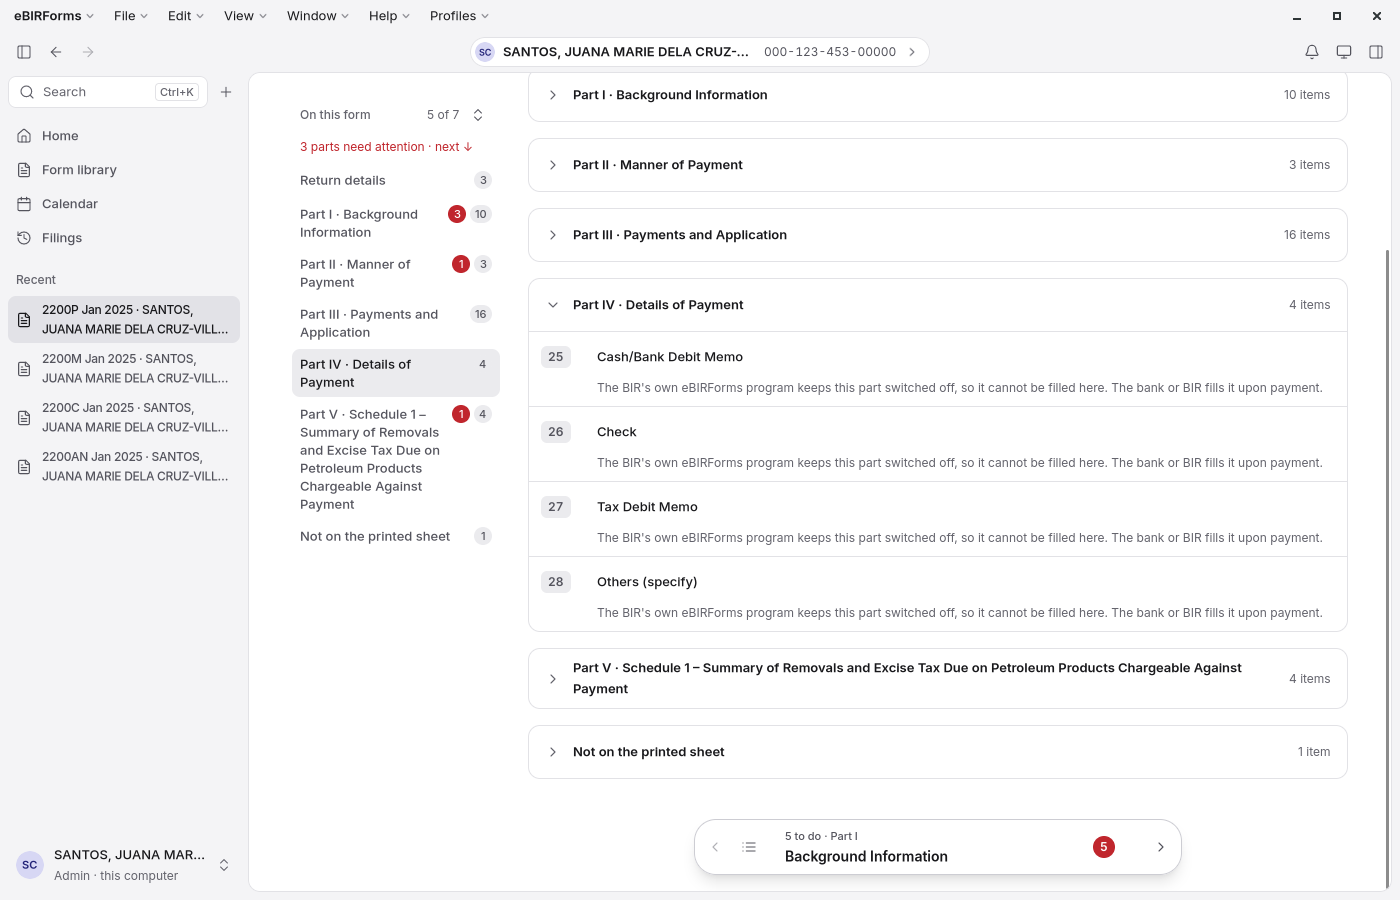 eBIRForms File Edit View Window Help Profiles
SC SANTOS, JUANA MARIE DELA CRUZ-... 000-123-453-00000
Search Ctrl+K
Home
Form library
Calendar
Filings
Recent
2200P Jan 2025 · SANTOS,
JUANA MARIE DELA CRUZ-VILL...
2200M Jan 2025 · SANTOS,
JUANA MARIE DELA CRUZ-VILL...
2200C Jan 2025 · SANTOS,
JUANA MARIE DELA CRUZ-VILL...
2200AN Jan 2025 · SANTOS,
JUANA MARIE DELA CRUZ-VILL...
SC SANTOS, JUANA MAR...
Admin · this computer
On this form 5 of 7
3 parts need attention · next ↓
Return details 3
Part I · Background 3 10
Information
Part II · Manner of 1 3
Payment
Part III · Payments and 16
Application
Part IV · Details of 4
Payment
Part V · Schedule 1 – 1 4
Summary of Removals
and Excise Tax Due on
Petroleum Products
Chargeable Against
Payment
Not on the printed sheet 1
Part I · Background Information 10 items
Part II · Manner of Payment 3 items
Part III · Payments and Application 16 items
Part IV · Details of Payment 4 items
25 Cash/Bank Debit Memo
The BIR's own eBIRForms program keeps this part switched off, so it cannot be filled here. The bank or BIR fills it upon payment.
26 Check
The BIR's own eBIRForms program keeps this part switched off, so it cannot be filled here. The bank or BIR fills it upon payment.
27 Tax Debit Memo
The BIR's own eBIRForms program keeps this part switched off, so it cannot be filled here. The bank or BIR fills it upon payment.
28 Others (specify)
The BIR's own eBIRForms program keeps this part switched off, so it cannot be filled here. The bank or BIR fills it upon payment.
Part V · Schedule 1 – Summary of Removals and Excise Tax Due on Petroleum Products Chargeable Against
Payment 4 items
Not on the printed sheet 1 item
5 to do · Part I
Background Information 5